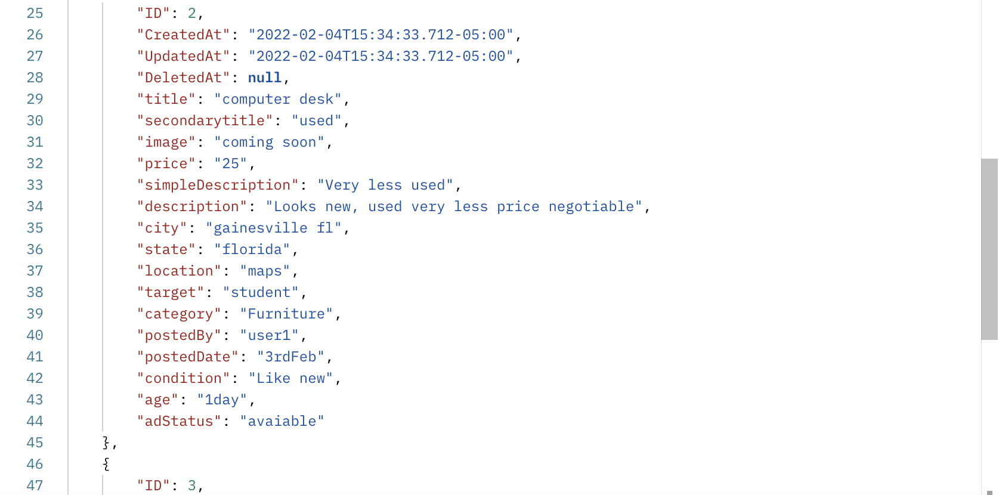 25 "ID": 2,
26 "CreatedAt": "2022-02-04T15:34:33.712-05:00",
27 "UpdatedAt": "2022-02-04T15:34:33.712-05:00",
28 "DeletedAt": null,
29 "title": "computer desk",
30 "secondarytitle": "used",
31 "image": "coming soon",
32 "price": "25",
33 "simpleDescription": "Very less used",
34 "description": "Looks new, used very less price negotiable",
35 "city": "gainesville fl",
36 "state": "florida",
37 "location": "maps",
38 "target": "student",
39 "category": "Furniture",
40 "postedBy": "user1",
41 "postedDate": "3rdFeb",
42 "condition": "Like new",
43 "age": "1day",
44 "adStatus": "avaiable"
45 },
46 {
47 "ID": 3,